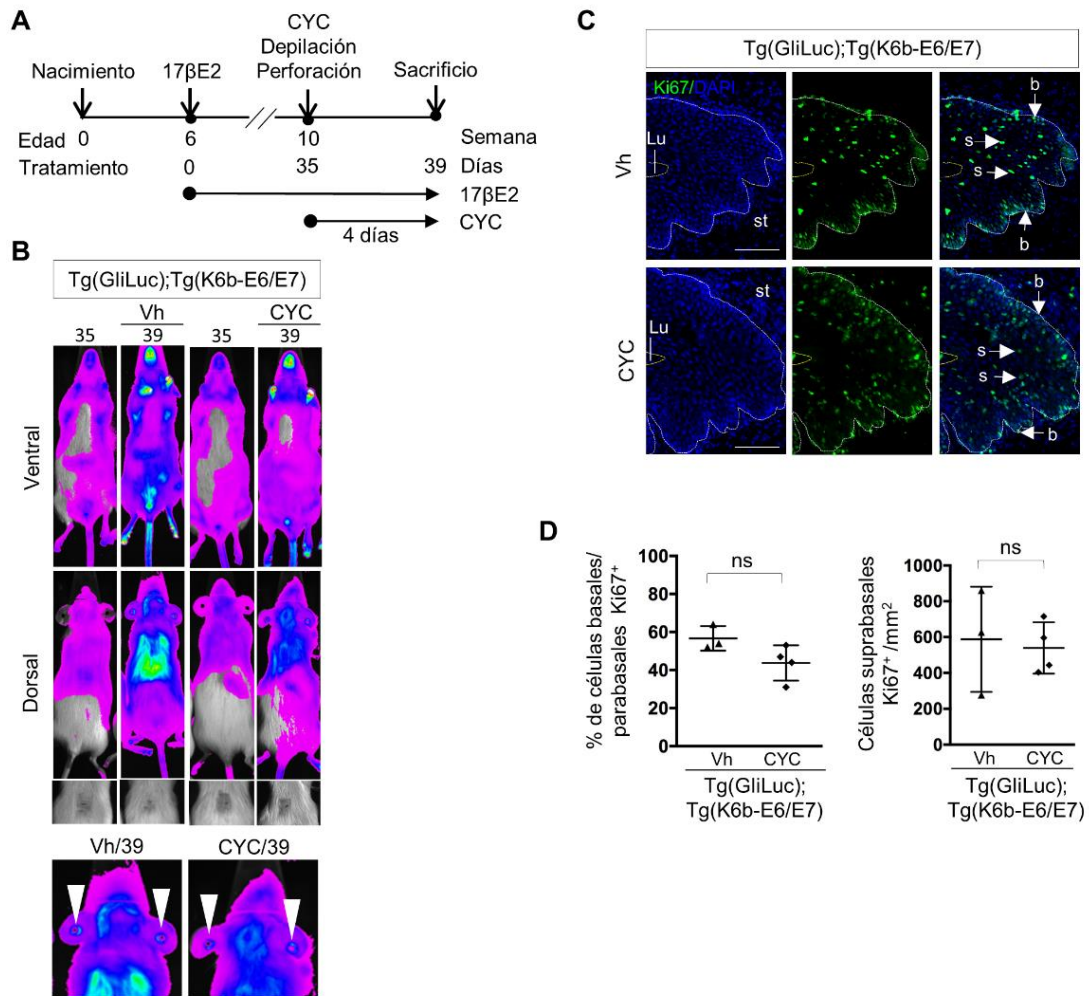 A
CYC
Depilación
Nacimiento 17βE2 Perforación Sacrificio
Edad 0 6 10 Semana
Tratamiento 0 35 39 Días
17βE2
CYC
4 días
B
Tg(GliLuc);Tg(K6b-E6/E7)
Vh CYC
35 39 35 39
Ventral
Dorsal
Vh/39 CYC/39
C
Tg(GliLuc);Tg(K6b-E6/E7)
Ki67/DAPI
Vh
Lu
st
b
s
s
b
CYC
Lu
st
b
s
s
b
D
% de células basales/
parabasales Ki67+
100
80
60
40
20
0
ns
Vh CYC
Tg(GliLuc);
Tg(K6b-E6/E7)
Células suprabasales
Ki67+ /mm2
1000
800
600
400
200
0
ns
Vh CYC
Tg(GliLuc);
Tg(K6b-E6/E7)